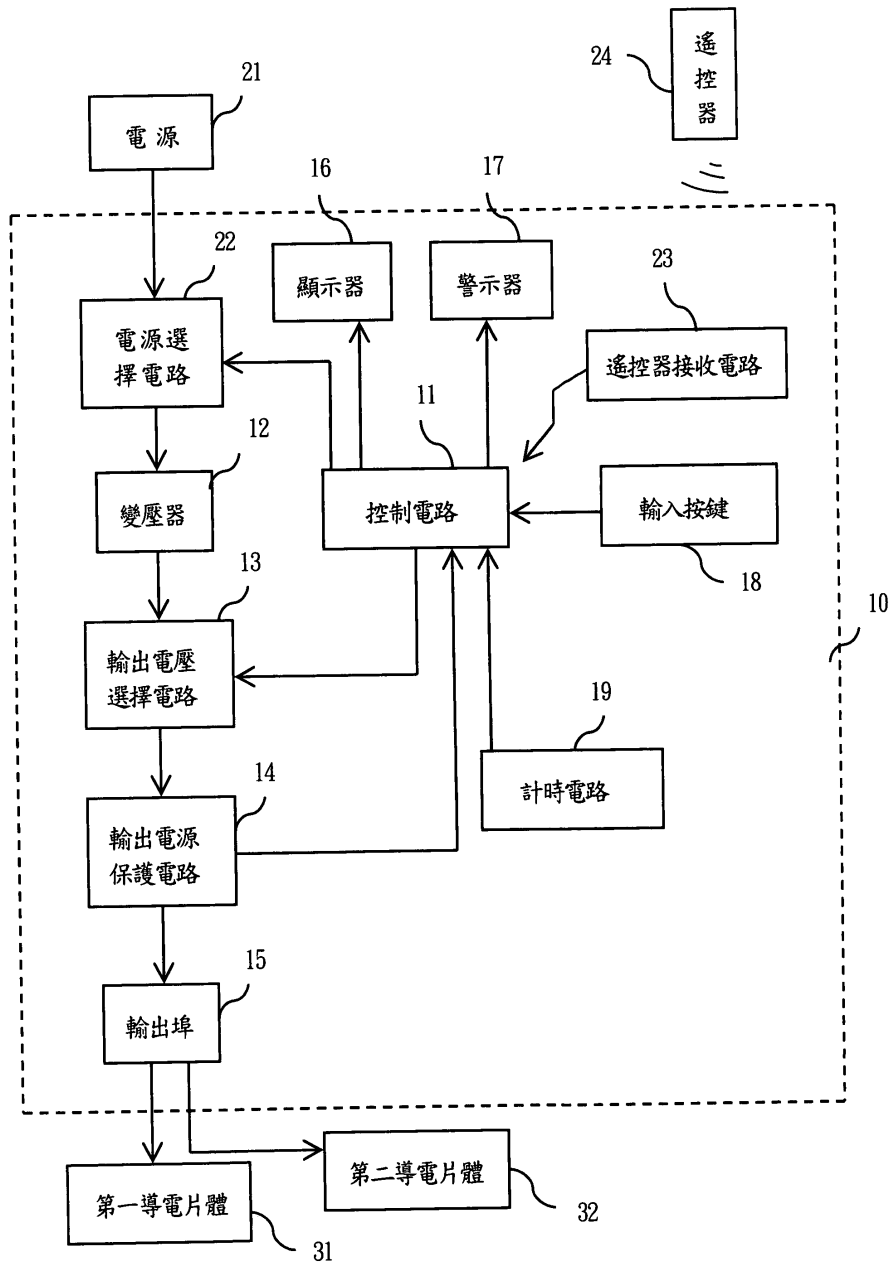 24
遙控器
21
電源
16
17
22
顯示器
警示器
23
電源選
擇電路
遙控器接收電路
12
11
變壓器
控制電路
輸入按鍵
18
13
10
輸出電壓
選擇電路
19
14
計時電路
輸出電源
保護電路
15
輸出埠
第二導電片體
第一導電片體
32
31